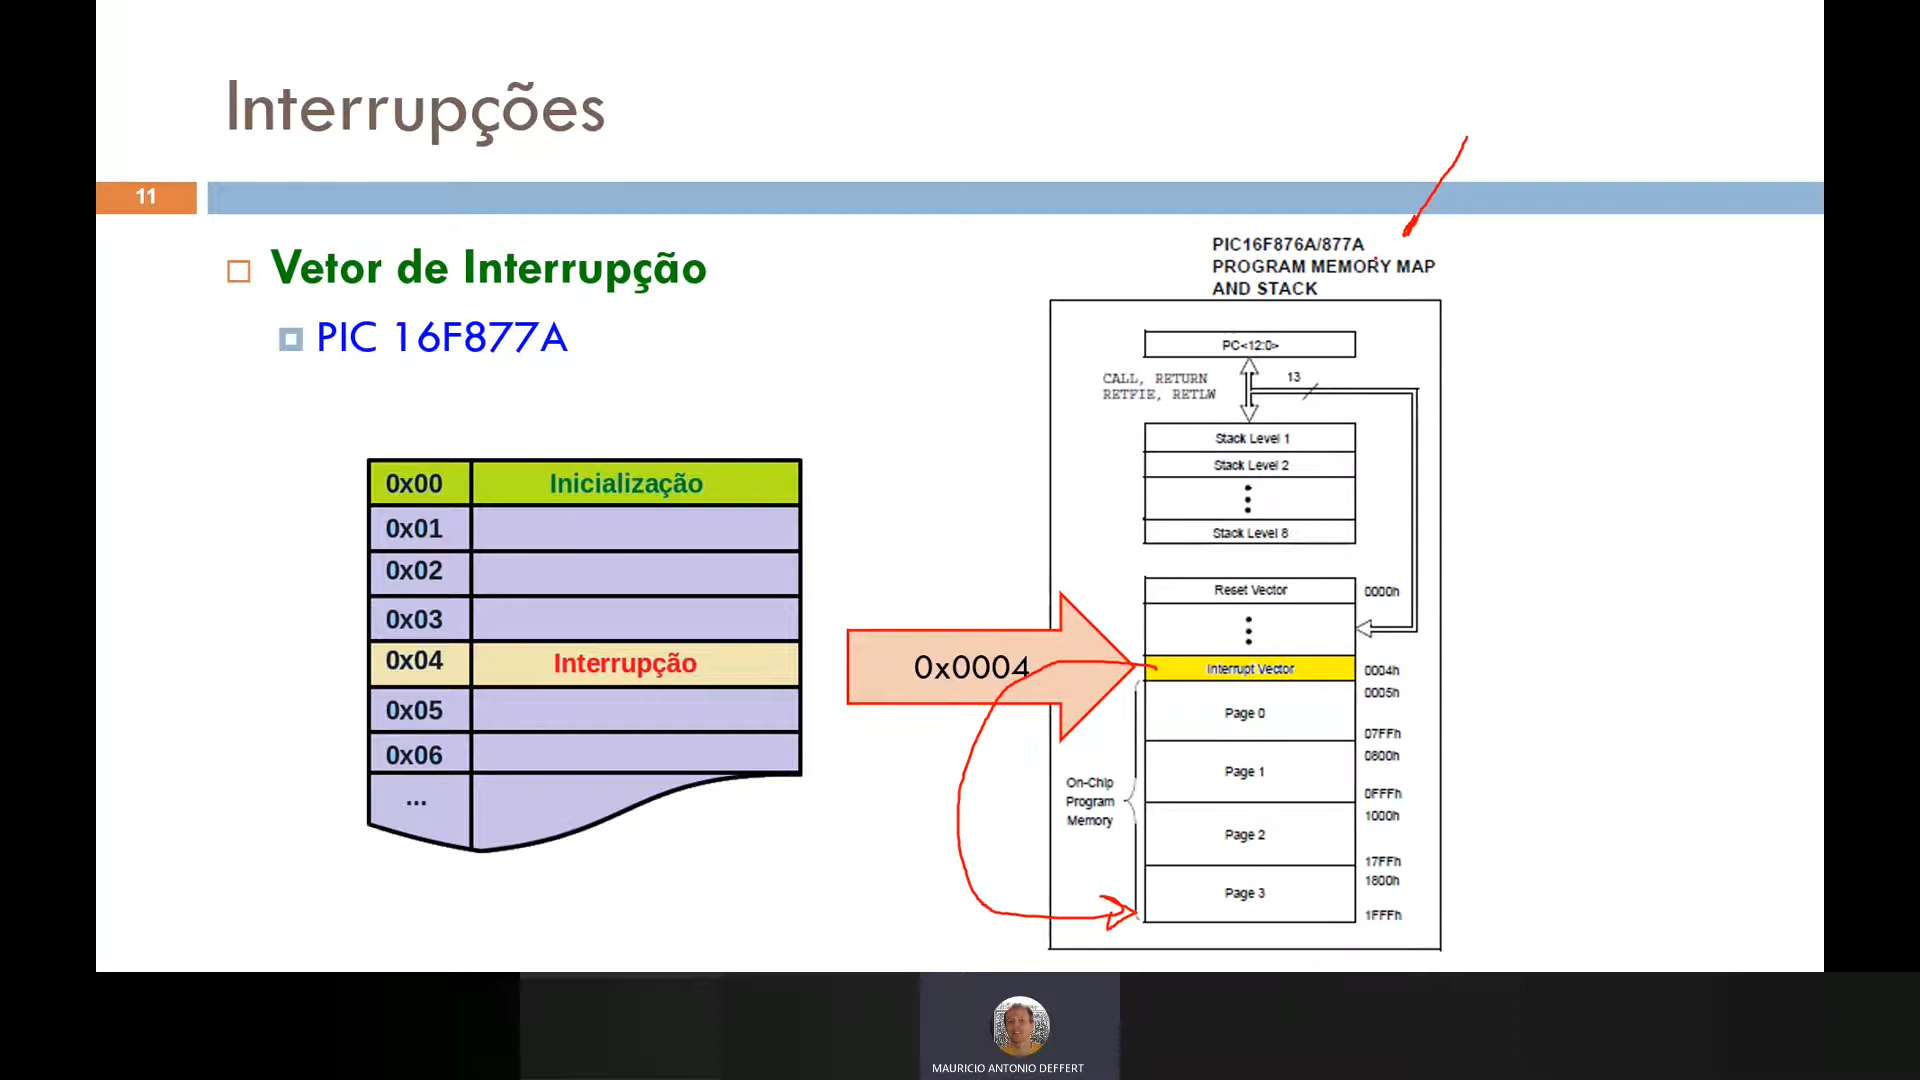 Interrupções
11
Vetor de Interrupção
PIC 16F877A
0x00 Inicialização
0x01
0x02
0x03
0x04 Interrupção
0x05
0x06
...
0x0004
PIC16F876A/877A
PROGRAM MEMORY MAP
AND STACK
PC<12:0>
CALL, RETURN
RETFIE, RETLW
13
Stack Level 1
Stack Level 2
Stack Level 8
Reset Vector 0000h
Interrupt Vector 0004h
0005h
Page 0
07FFh
0800h
Page 1
0FFFh
1000h
Page 2
17FFh
1800h
Page 3
1FFFh
On-Chip
Program
Memory
MAURICIO ANTONIO DEFFERT